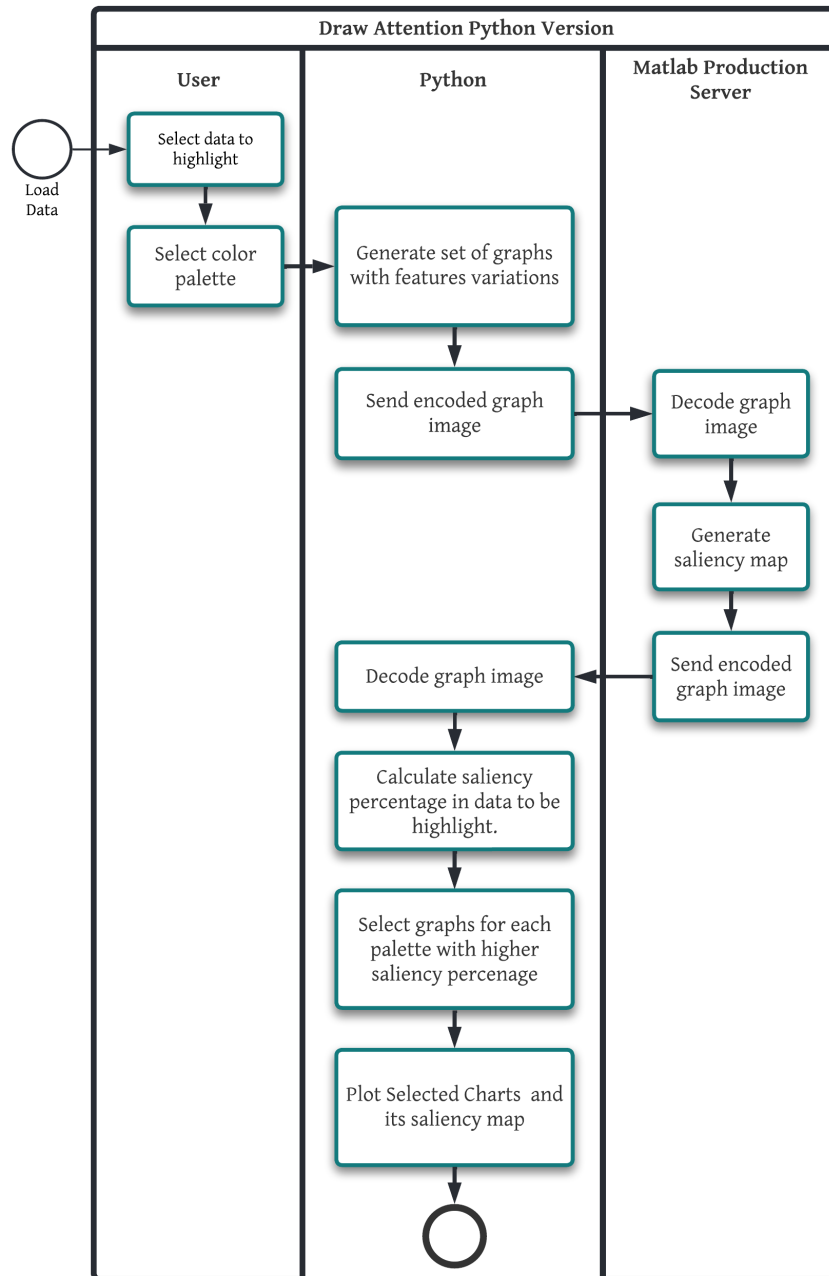 Draw Attention Python Version
User
Python
Matlab Production
Server
Select data to
highlight
Load
Data
Select color
palette
Generate set of graphs
with features variations
Send encoded graph
image
Decode graph
image
Generate
saliency map
Send encoded
graph image
Decode graph image
Calculate saliency
percentage in data to be
highlight.
Select graphs for each
palette with higher
saliency percenage
Plot Selected Charts and
its saliency map